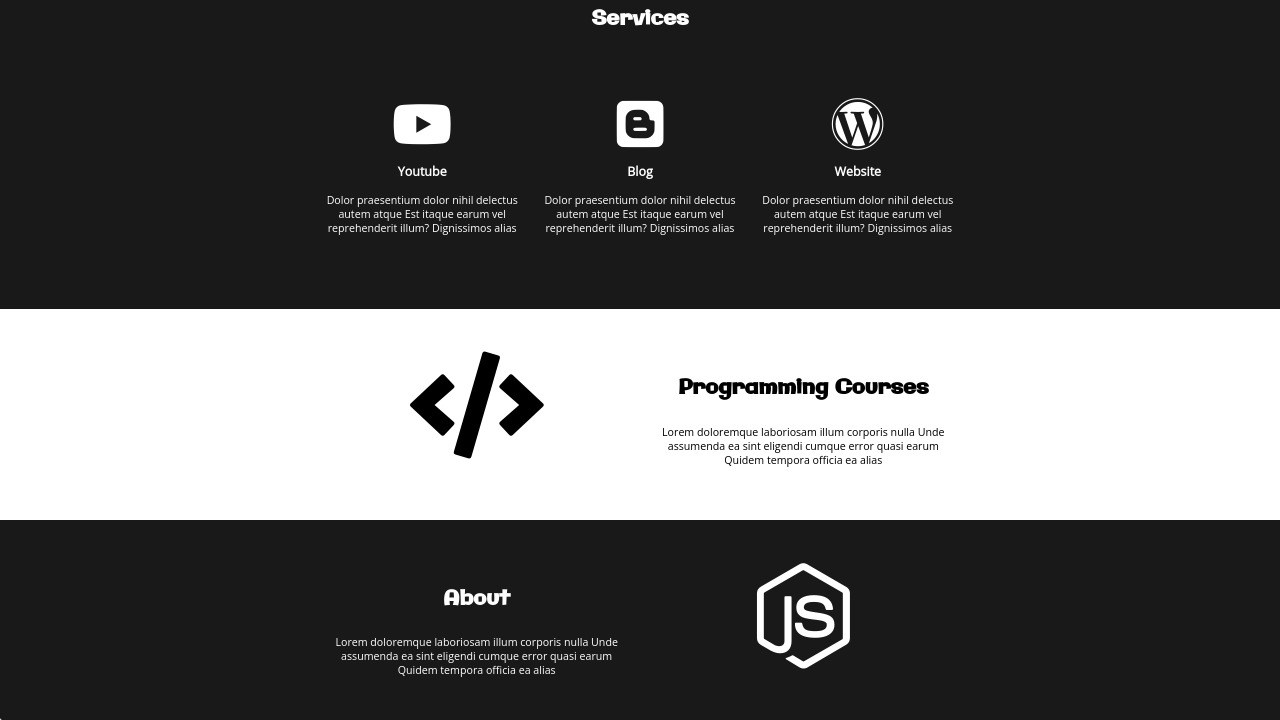 Services
Youtube
Blog
Website
Dolor praesentium dolor nihil delectus
autem atque Est itaque earum vel
reprehenderit illum? Dignissimos alias
Dolor praesentium dolor nihil delectus
autem atque Est itaque earum vel
reprehenderit illum? Dignissimos alias
Dolor praesentium dolor nihil delectus
autem atque Est itaque earum vel
reprehenderit illum? Dignissimos alias
Programming Courses
Lorem doloremque laboriosam illum corporis nulla Unde
assumenda ea sint eligendi cumque error quasi earum
Quidem tempora officia ea alias
About
Lorem doloremque laboriosam illum corporis nulla Unde
assumenda ea sint eligendi cumque error quasi earum
Quidem tempora officia ea alias
JS